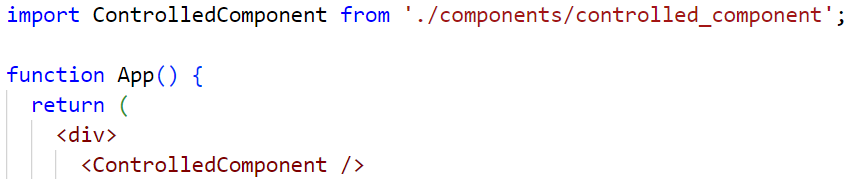 import ControlledComponent from './components/controlled_component';
function App() {
return (
<div>
<ControlledComponent />